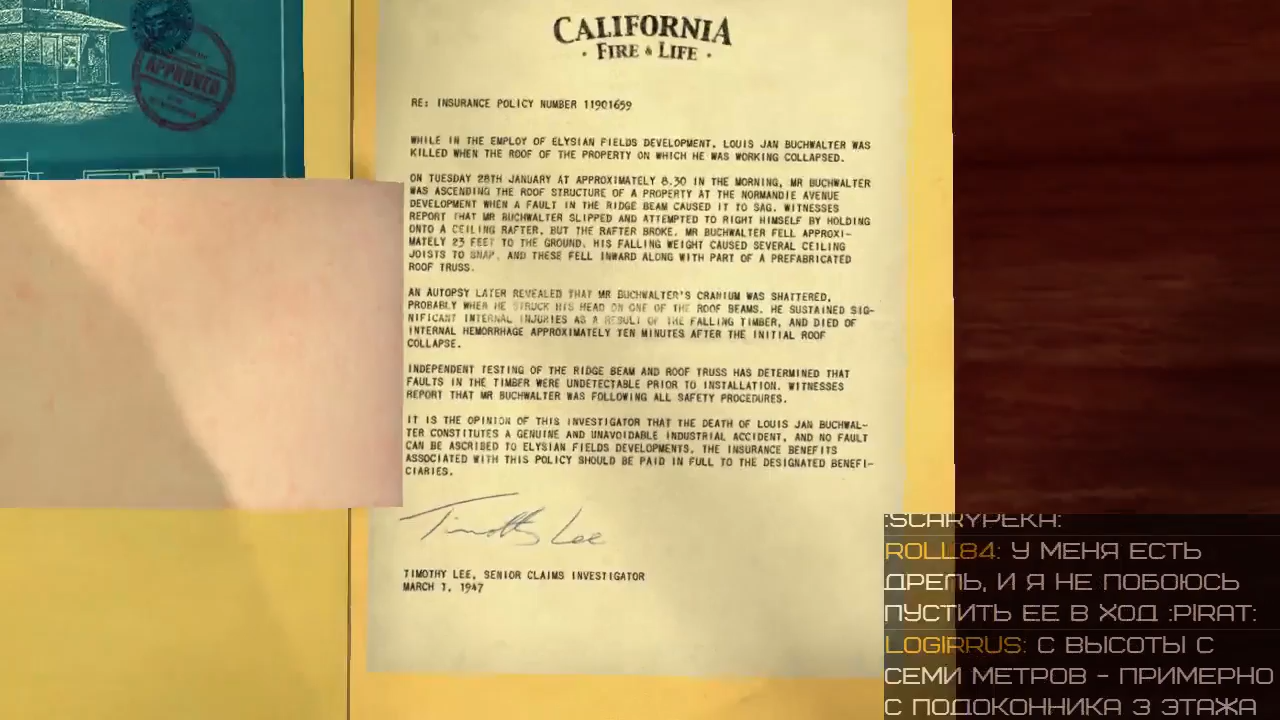 APPROVED
CALIFORNIA
· FIRE & LIFE ·
RE: INSURANCE POLICY NUMBER 11901659
WHILE IN THE EMPLOY OF ELYSIAN FIELDS DEVELOPMENT, LOUIS JAN BUCHWALTER WAS
KILLED WHEN THE ROOF OF THE PROPERTY ON WHICH HE WAS WORKING COLLAPSED.
ON TUESDAY 28TH JANUARY AT APPROXIMATELY 8.30 IN THE MORNING, MR BUCHWALTER
WAS ASCENDING THE ROOF STRUCTURE OF A PROPERTY AT THE NORMANDIE AVENUE
DEVELOPMENT WHEN A FAULT IN THE RIDGE BEAM CAUSED IT TO SAG. WITNESSES
REPORT THAT MR BUCHWALTER SLIPPED AND ATTEMPTED TO RIGHT HIMSELF BY HOLDING
ONTO A CEILING RAFTER, BUT THE RAFTER BROKE. MR BUCHWALTER FELL APPROXI-
MATELY 23 FEET TO THE GROUND. HIS FALLING WEIGHT CAUSED SEVERAL CEILING
JOISTS TO SNAP, AND THESE FELL INWARD ALONG WITH PART OF A PREFABRICATED
ROOF TRUSS.
AN AUTOPSY LATER REVEALED THAT MR BUCHWALTER'S CRANIUM WAS SHATTERED,
PROBABLY WHEN HE STRUCK HIS HEAD ON ONE OF THE ROOF BEAMS. HE SUSTAINED SIG-
NIFICANT INTERNAL INJURIES AS A RESULT OF THE FALLING TIMBER, AND DIED OF
INTERNAL HEMORRHAGE APPROXIMATELY TEN MINUTES AFTER THE INITIAL ROOF
COLLAPSE.
INDEPENDENT TESTING OF THE RIDGE BEAM AND ROOF TRUSS HAS DETERMINED THAT
FAULTS IN THE TIMBER WERE UNDETECTABLE PRIOR TO INSTALLATION. WITNESSES
REPORT THAT MR BUCHWALTER WAS FOLLOWING ALL SAFETY PROCEDURES.
IT IS THE OPINION OF THIS INVESTIGATOR THAT THE DEATH OF LOUIS JAN BUCHWAL-
TER CONSTITUTES A GENUINE AND UNAVOIDABLE INDUSTRIAL ACCIDENT, AND NO FAULT
CAN BE ASCRIBED TO ELYSIAN FIELDS DEVELOPMENTS. THE INSURANCE BENEFITS
ASSOCIATED WITH THIS POLICY SHOULD BE PAID IN FULL TO THE DESIGNATED BENEFI-
CIARIES.
Timothy Lee
TIMOTHY LEE, SENIOR CLAIMS INVESTIGATOR
MARCH 1, 1947
:SCARYPEKA:
ROLL84: У МЕНЯ ЕСТЬ
ДРЕЛЬ, И Я НЕ ПОБОЮСЬ
ПУСТИТЬ ЕЕ В ХОД :PIRAT:
LOGIRRUS: С ВЫСОТЫ С
СЕМИ МЕТРОВ - ПРИМЕРНО
С ПОДОКОННИКА 3 ЭТАЖА